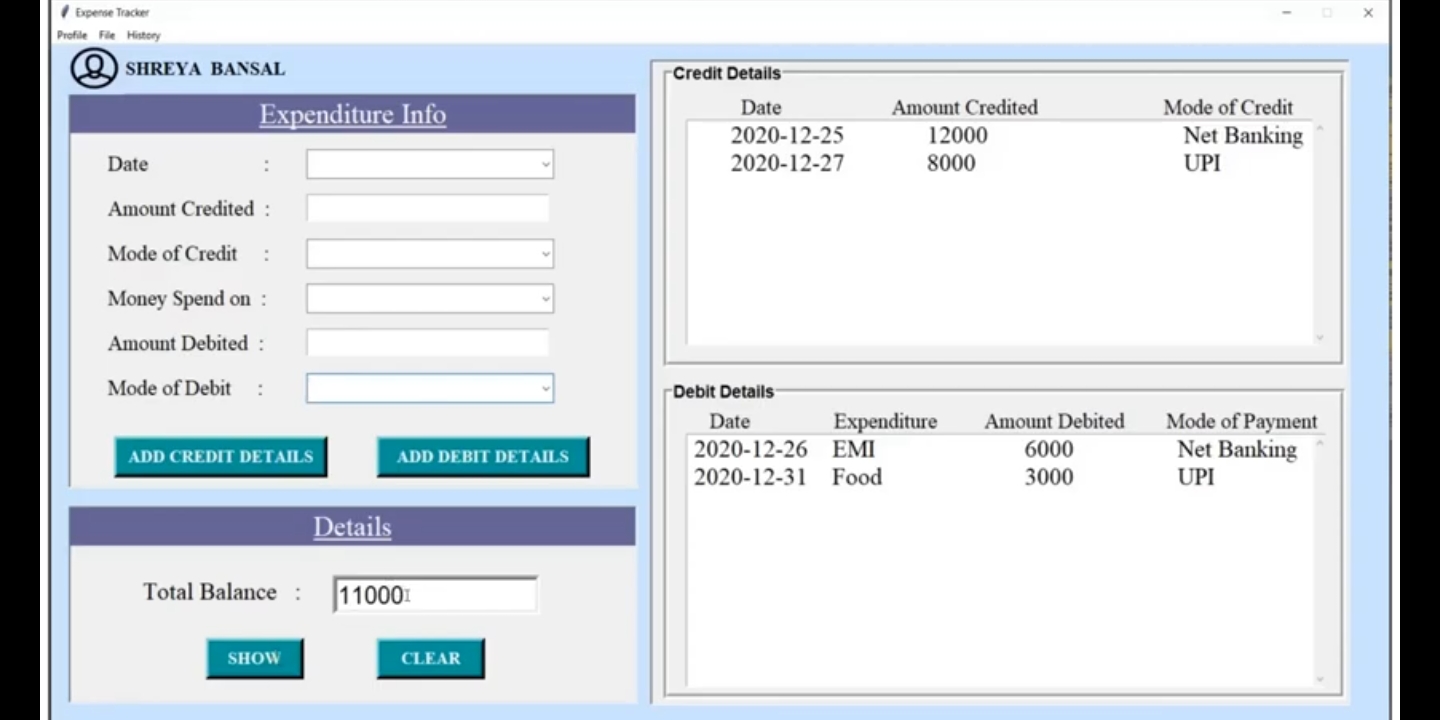 Expense Tracker
Profile File History
SHREYA BANSAL
Expenditure Info
Date :
Amount Credited :
Mode of Credit :
Money Spend on :
Amount Debited :
Mode of Debit :
ADD CREDIT DETAILS ADD DEBIT DETAILS
Details
Total Balance : 11000
SHOW CLEAR
Credit Details
Date Amount Credited Mode of Credit
2020-12-25 12000 Net Banking
2020-12-27 8000 UPI
Debit Details
Date Expenditure Amount Debited Mode of Payment
2020-12-26 EMI 6000 Net Banking
2020-12-31 Food 3000 UPI